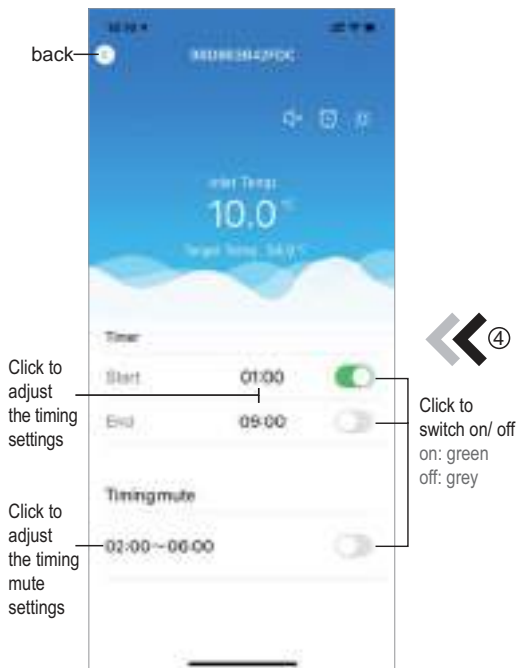 back
Inlet Temp
10.0°C
Timer
Start 01:00
End 09:00
Timing mute
02:00~06:00
Click to
adjust
the timing
settings
Click to
adjust
the timing
mute
settings
④
Click to
switch on/ off
on: green
off: grey